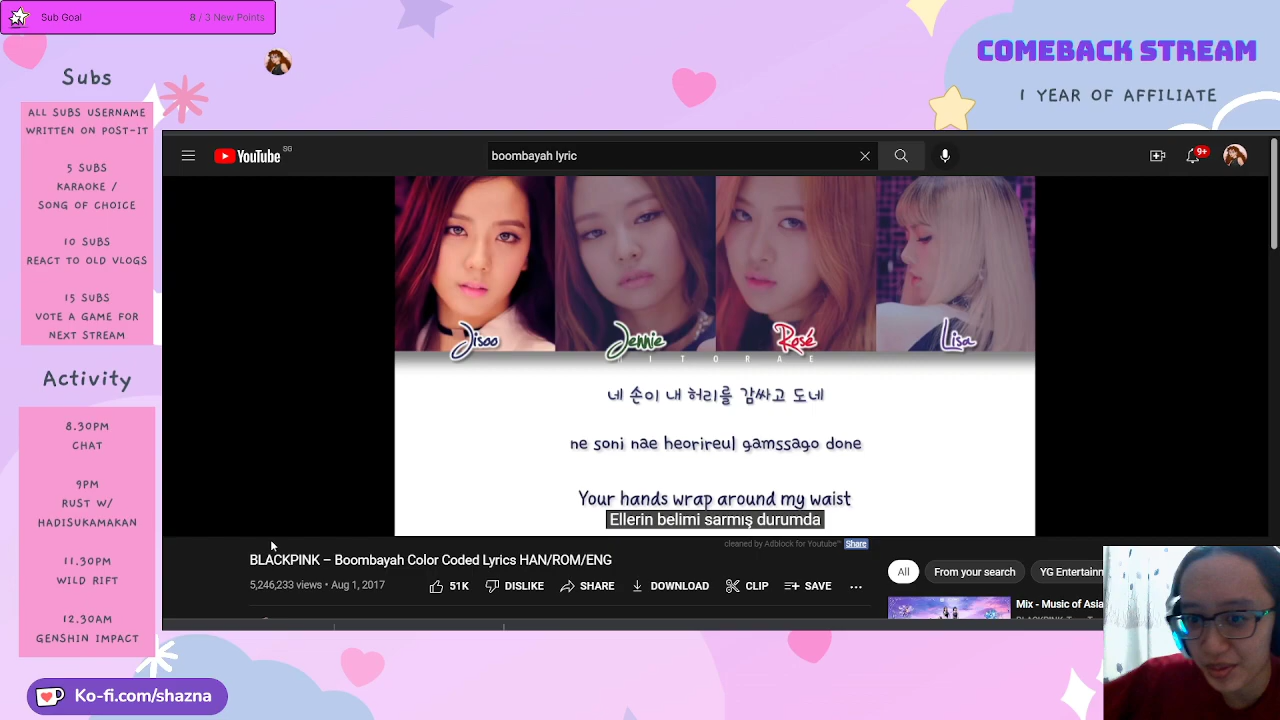 Sub Goal
8 / 3 New Points
COMEBACK STREAM
1 YEAR OF AFFILIATE
Subs
ALL SUBS USERNAME
WRITTEN ON POST-IT
5 SUBS
KARAOKE /
SONG OF CHOICE
10 SUBS
REACT TO OLD VLOGS
15 SUBS
VOTE A GAME FOR
NEXT STREAM
Activity
8.30PM
CHAT
9PM
RUST W/
HADISUKAMAKAN
11.30PM
WILD RIFT
12.30AM
GENSHIN IMPACT
Ko-fi.com/shazna
YouTube SG
boombayah lyric
9+
Jisoo
Jennie
Rosé
Lisa
I T O R A E
네 손이 내 허리를 감싸고 도네
ne soni nae heorireul gamssago done
Your hands wrap around my waist
Ellerin belimi sarmış durumda
cleaned by Adblock for Youtube™ Share
BLACKPINK – Boombayah Color Coded Lyrics HAN/ROM/ENG
5,246,233 views • Aug 1, 2017
51K
DISLIKE
SHARE
DOWNLOAD
CLIP
SAVE
All
From your search
YG Entertainm
Mix - Music of Asia